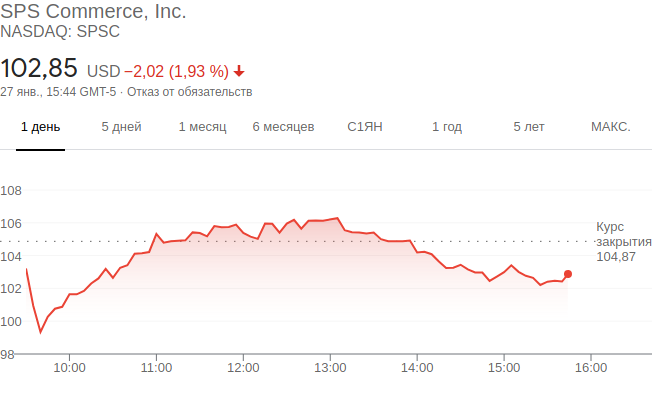 SPS Commerce, Inc.
NASDAQ: SPSC
102,85 USD −2,02 (1,93 %)
27 янв., 15:44 GMT-5 · Отказ от обязательств
1 день 5 дней 1 месяц 6 месяцев С1ЯН 1 год 5 лет МАКС.
108
106
Курс
закрытия
104,87
104
102
100
98
10:00 11:00 12:00 13:00 14:00 15:00 16:00